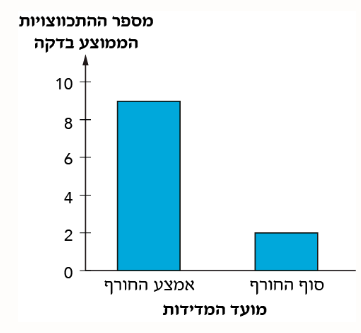 מספר ההתכווצויות
הממוצע בדקה
10
8
6
4
2
0
אמצע החורף
סוף החורף
מועד המדידות